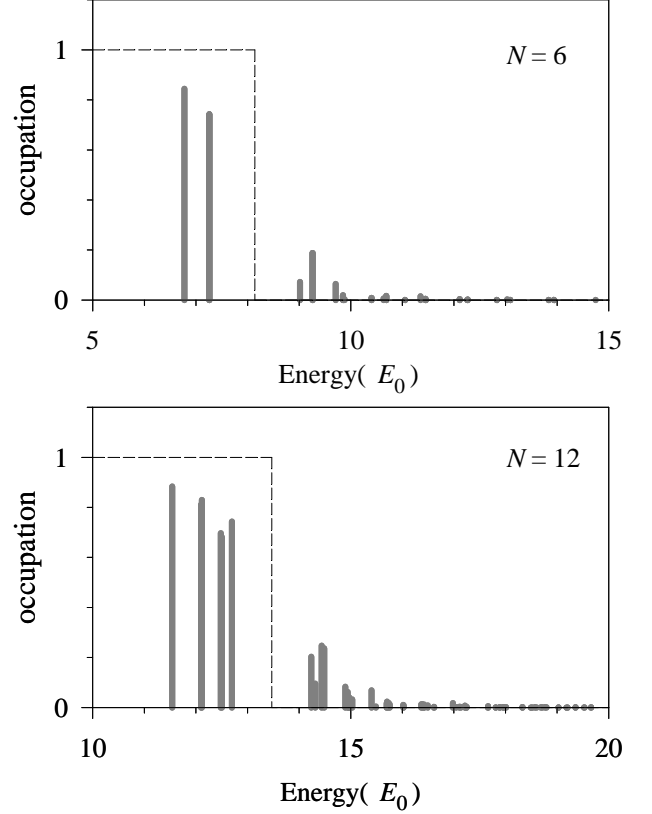 N = 6
1
occupation
0
5 10 15
Energy( E0 )
N = 12
1
occupation
0
10 15 20
Energy( E0 )